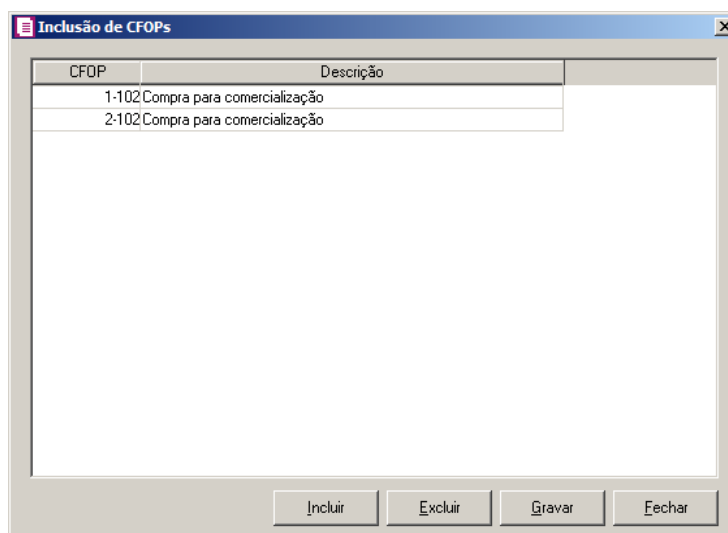 Inclusão de CFOPs
CFOP Descrição
1-102 Compra para comercialização
2-102 Compra para comercialização
Incluir Excluir Gravar Fechar